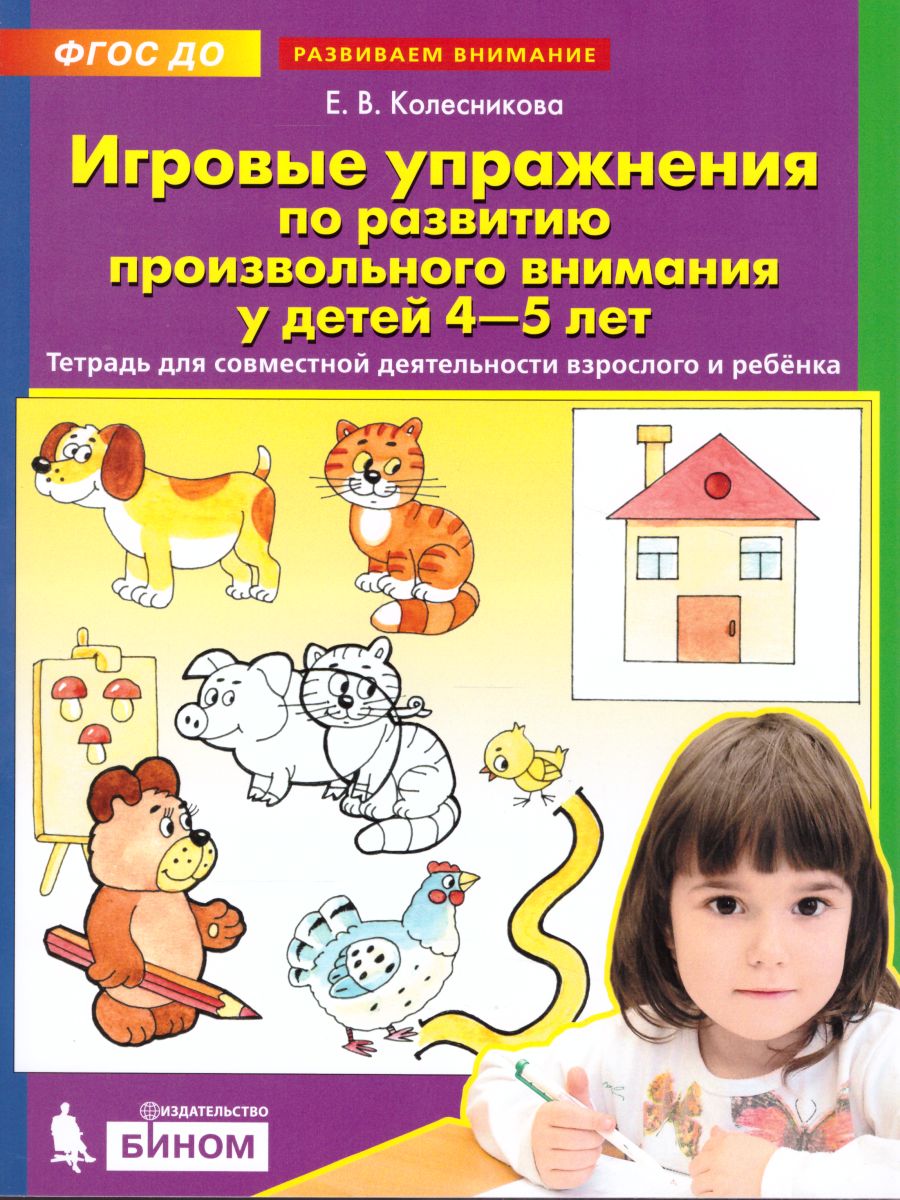 ФГОС ДО
РАЗВИВАЕМ ВНИМАНИЕ
Е. В. Колесникова
Игровые упражнения
по развитию
произвольного внимания
у детей 4—5 лет
Тетрадь для совместной деятельности взрослого и ребёнка
ИЗДАТЕЛЬСТВО
БИНОМ